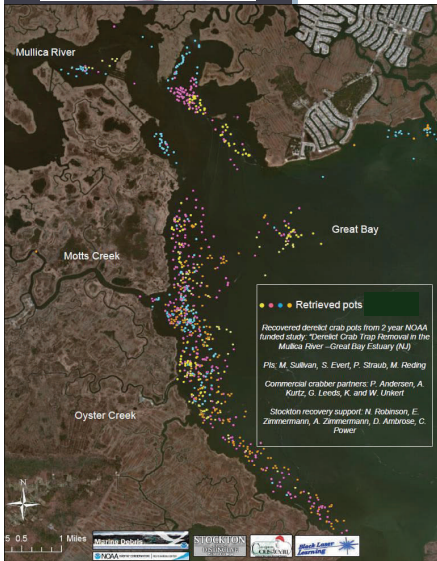 Mullica River
Great Bay
Motts Creek
Retrieved pots
Recovered derelict crab pots from 2 year NOAA
funded study: "Derelict Crab Trap Removal in the
Mullica River –Great Bay Estuary (NJ)
PIs; M. Sullivan, S. Evert, P. Straub, M. Reding
Commercial crabber partners: P. Andersen, A.
Kurtz, G. Leeds, K. and W. Unkert
Stockton recovery support: N. Robinson, E.
Zimmermann, A. Zimmermann, D. Ambrose, C.
Power
Oyster Creek
N
5 0.5 1 Miles
Marine Debris
NOAA
STOCKTON
Black Laser
Learning